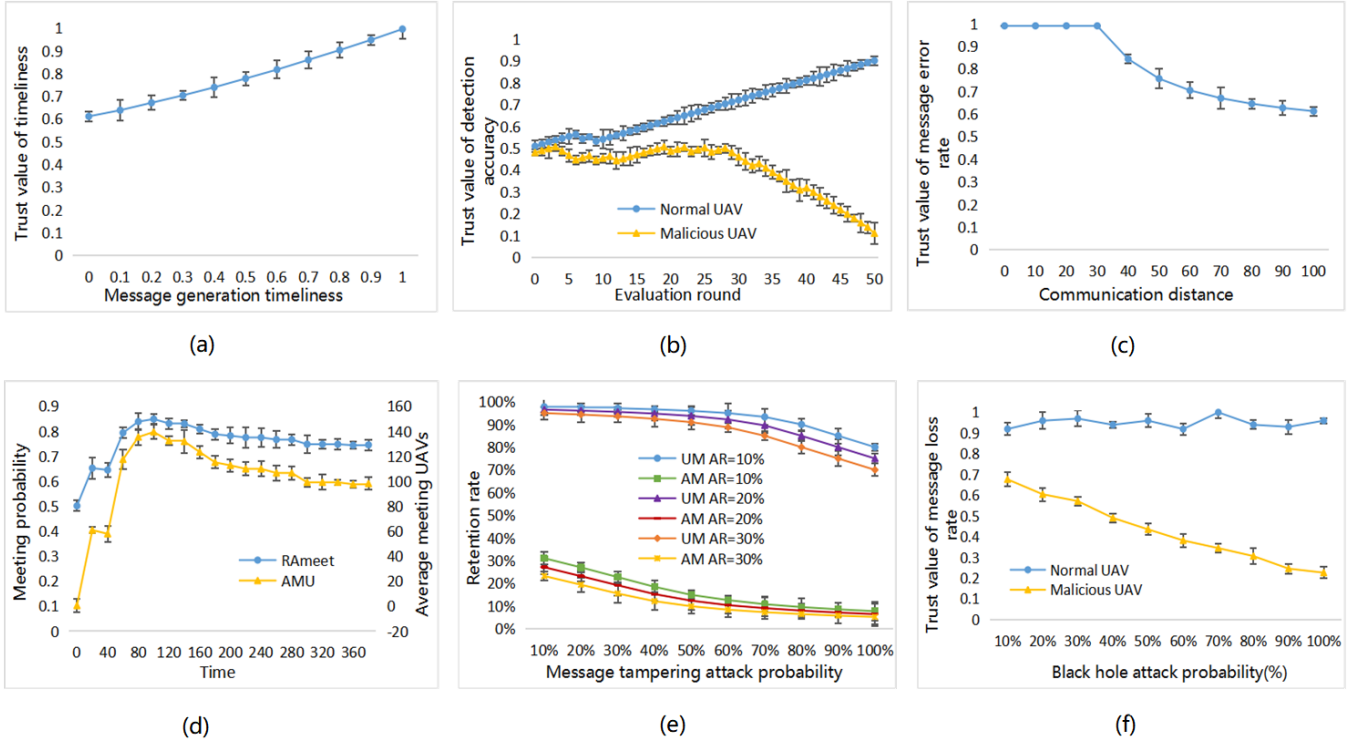 Trust value of timeliness
1
0.9
0.8
0.7
0.6
0.5
0.4
0.3
0.2
0.1
0
0 0.1 0.2 0.3 0.4 0.5 0.6 0.7 0.8 0.9 1
Message generation timeliness
(a)
Trust value of detection
accuracy
1
0.9
0.8
0.7
0.6
0.5
0.4
0.3
0.2
0.1
0
Normal UAV
Malicious UAV
0 5 10 15 20 25 30 35 40 45 50
Evaluation round
(b)
Trust value of message error
rate
1
0.9
0.8
0.7
0.6
0.5
0.4
0.3
0.2
0.1
0
0 10 20 30 40 50 60 70 80 90 100
Communication distance
(c)
Meeting probability
0.9
0.8
0.7
0.6
0.5
0.4
0.3
0.2
0.1
0
RAmeet
AMU
160
140
120
100
80
60
40
20
0
-20
Average meeting UAVs
0 40 80 120 160 200 240 280 320 360
Time
(d)
Retention rate
100%
90%
80%
70%
60%
50%
40%
30%
20%
10%
0%
UM AR=10%
AM AR=10%
UM AR=20%
AM AR=20%
UM AR=30%
AM AR=30%
10% 20% 30% 40% 50% 60% 70% 80% 90% 100%
Message tampering attack probability
(e)
Trust value of message loss
rate
1
0.9
0.8
0.7
0.6
0.5
0.4
0.3
0.2
0.1
0
Normal UAV
Malicious UAV
10% 20% 30% 40% 50% 60% 70% 80% 90% 100%
Black hole attack probability(%)
(f)